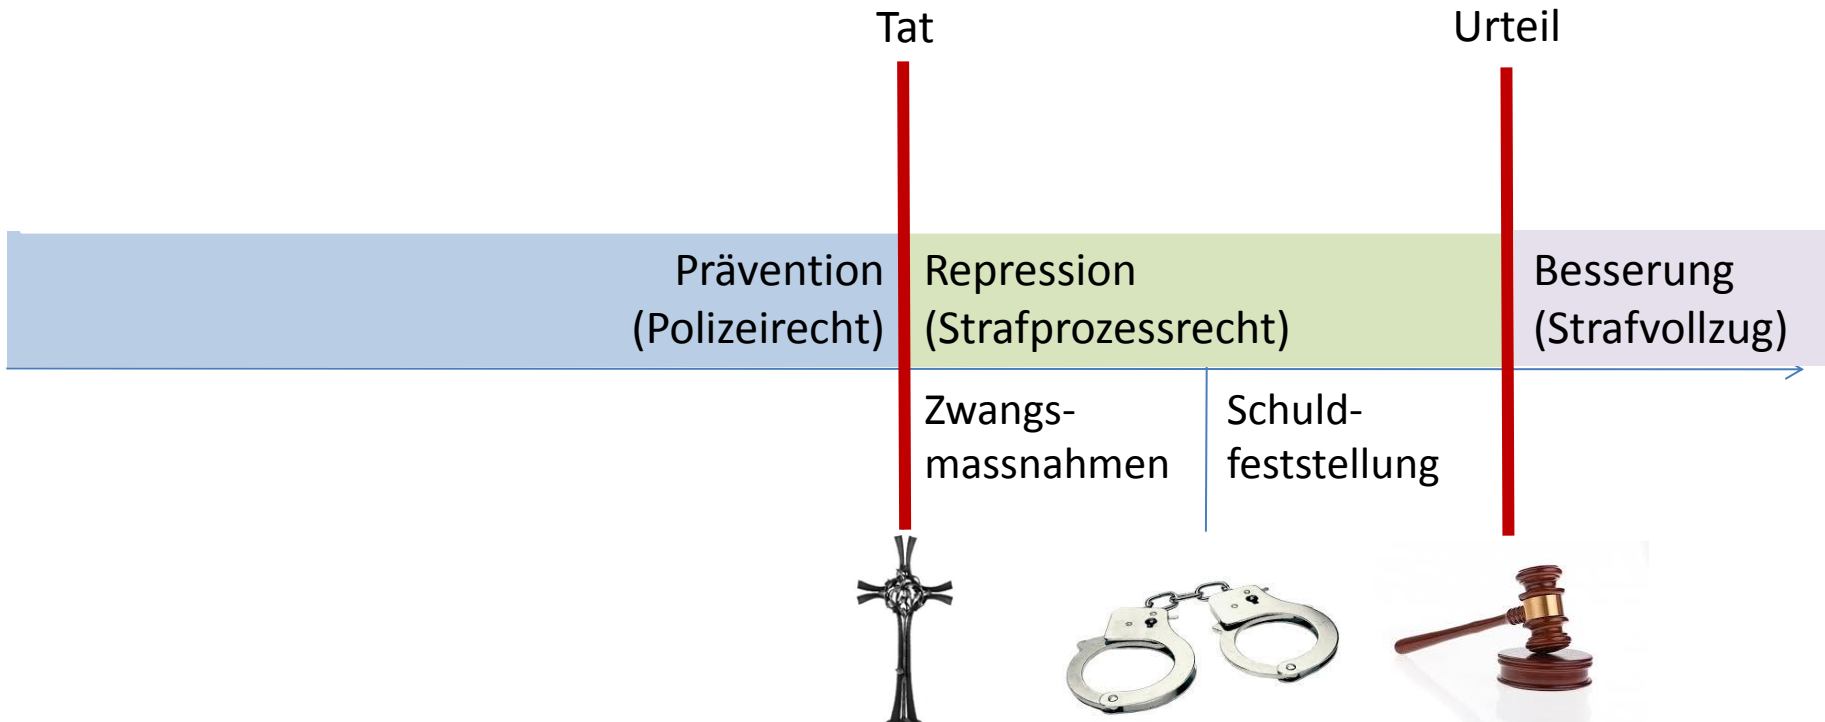 Tat
Urteil
Prävention
(Polizeirecht)
Repression
(Strafprozessrecht)
Besserung
(Strafvollzug)
Zwangs-
massnahmen
Schuld-
feststellung